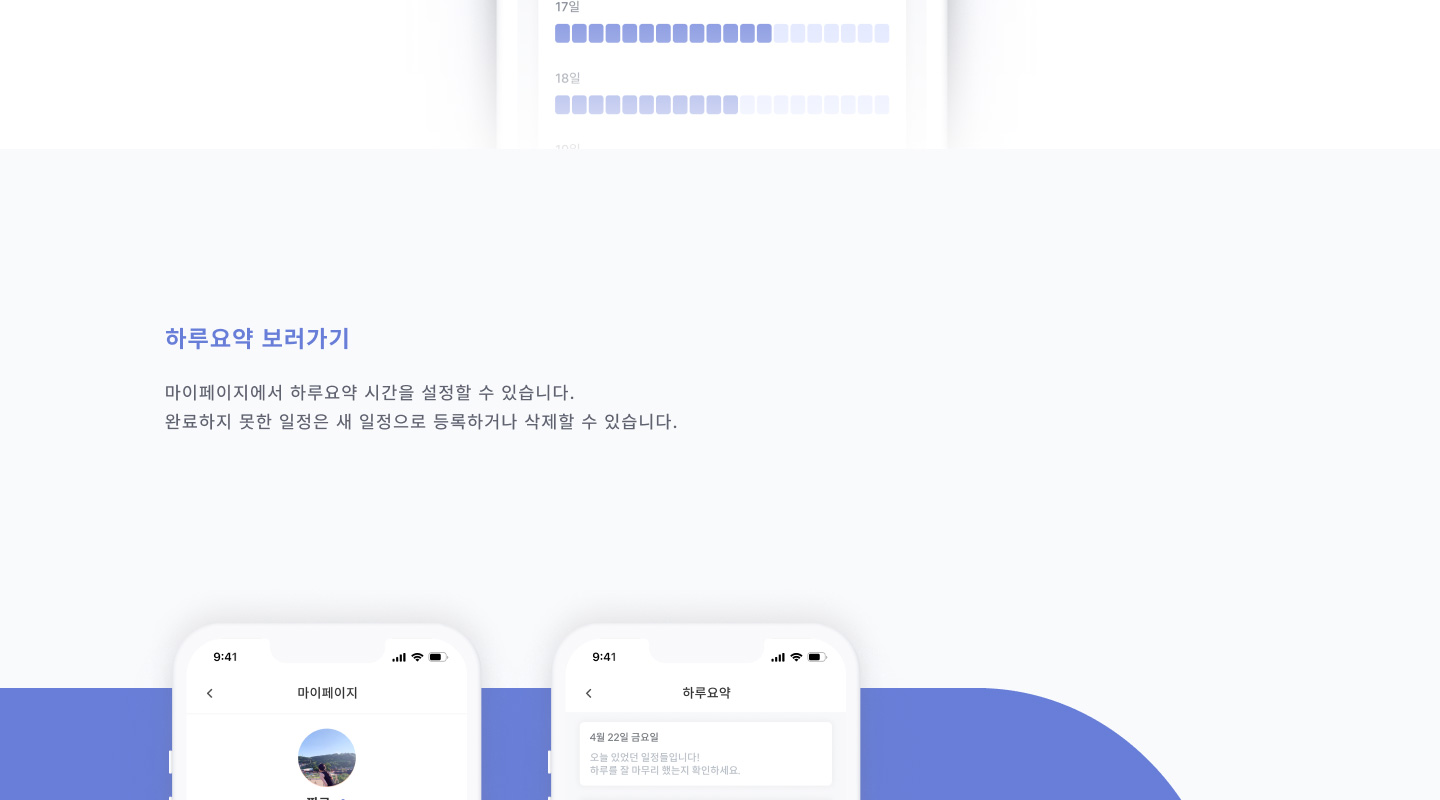 17일
18일
하루요약 보러가기
마이페이지에서 하루요약 시간을 설정할 수 있습니다.
완료하지 못한 일정은 새 일정으로 등록하거나 삭제할 수 있습니다.
9:41
마이페이지
9:41
하루요약
4월 22일 금요일
오늘 있었던 일정들입니다!
하루를 잘 마무리 했는지 확인하세요.